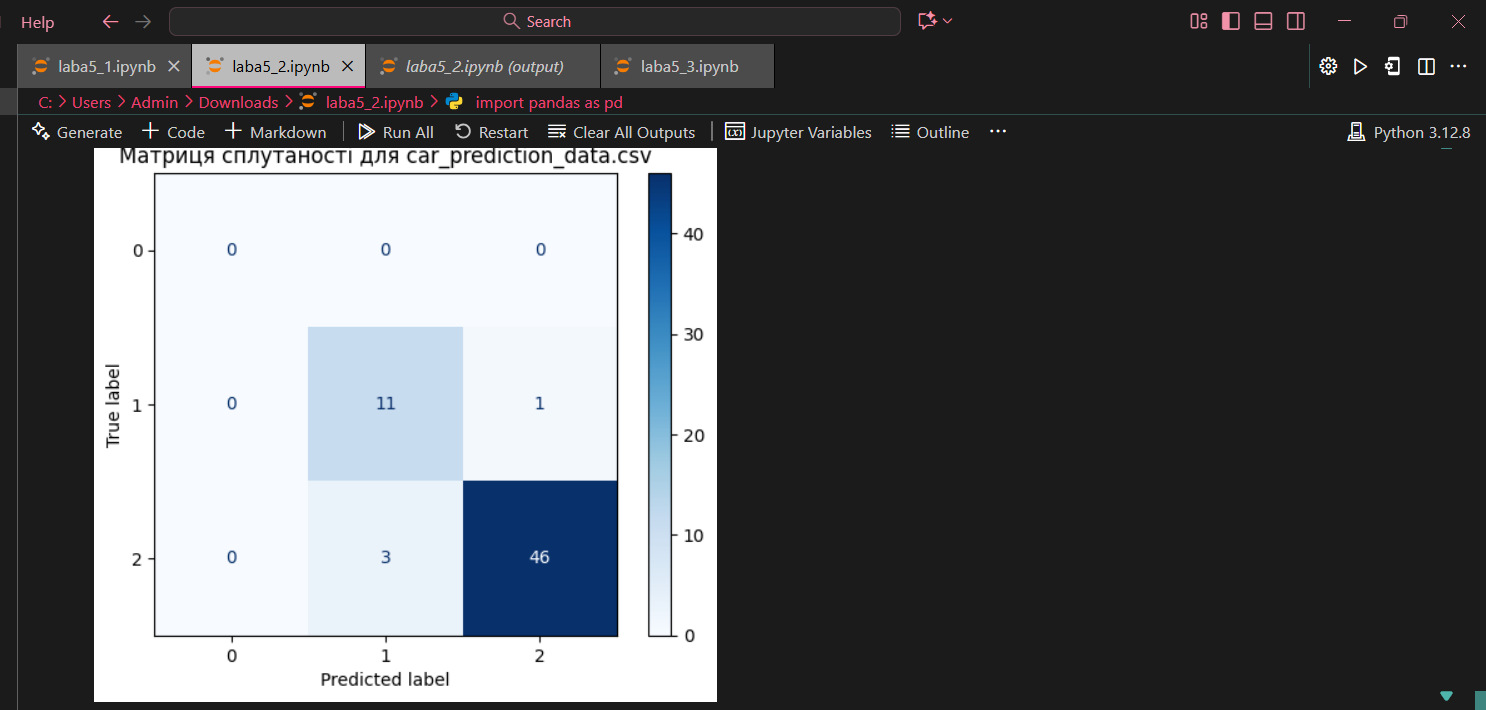 Help Search
laba5_1.ipynb laba5_2.ipynb laba5_2.ipynb (output) laba5_3.ipynb
C: > Users > Admin > Downloads > laba5_2.ipynb > import pandas as pd
Generate + Code + Markdown Run All Restart Clear All Outputs Jupyter Variables Outline ... Python 3.12.8
Матриця сплутаності для car_prediction_data.csv
0 0 0 0
1 0 11 1
2 0 3 46
0 1 2
True label
Predicted label
40
30
20
10
0